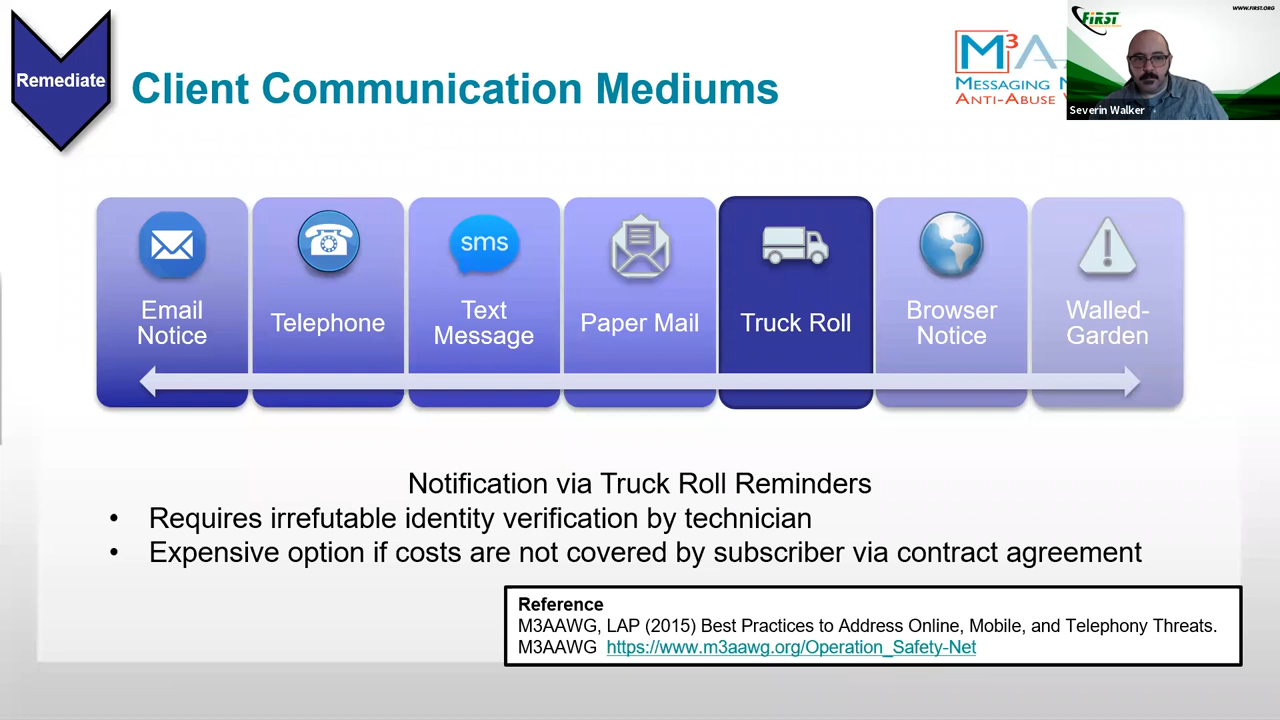 Remediate
Client Communication Mediums
M3A
MESSAGING
ANTI-ABUSE
FIRST
WWW.FIRST.ORG
Severin Walker
Email
Notice
Telephone
sms
Text
Message
Paper Mail
Truck Roll
Browser
Notice
Walled-
Garden
Notification via Truck Roll Reminders
• Requires irrefutable identity verification by technician
• Expensive option if costs are not covered by subscriber via contract agreement
Reference
M3AAWG, LAP (2015) Best Practices to Address Online, Mobile, and Telephony Threats.
M3AAWG https://www.m3aawg.org/Operation_Safety-Net